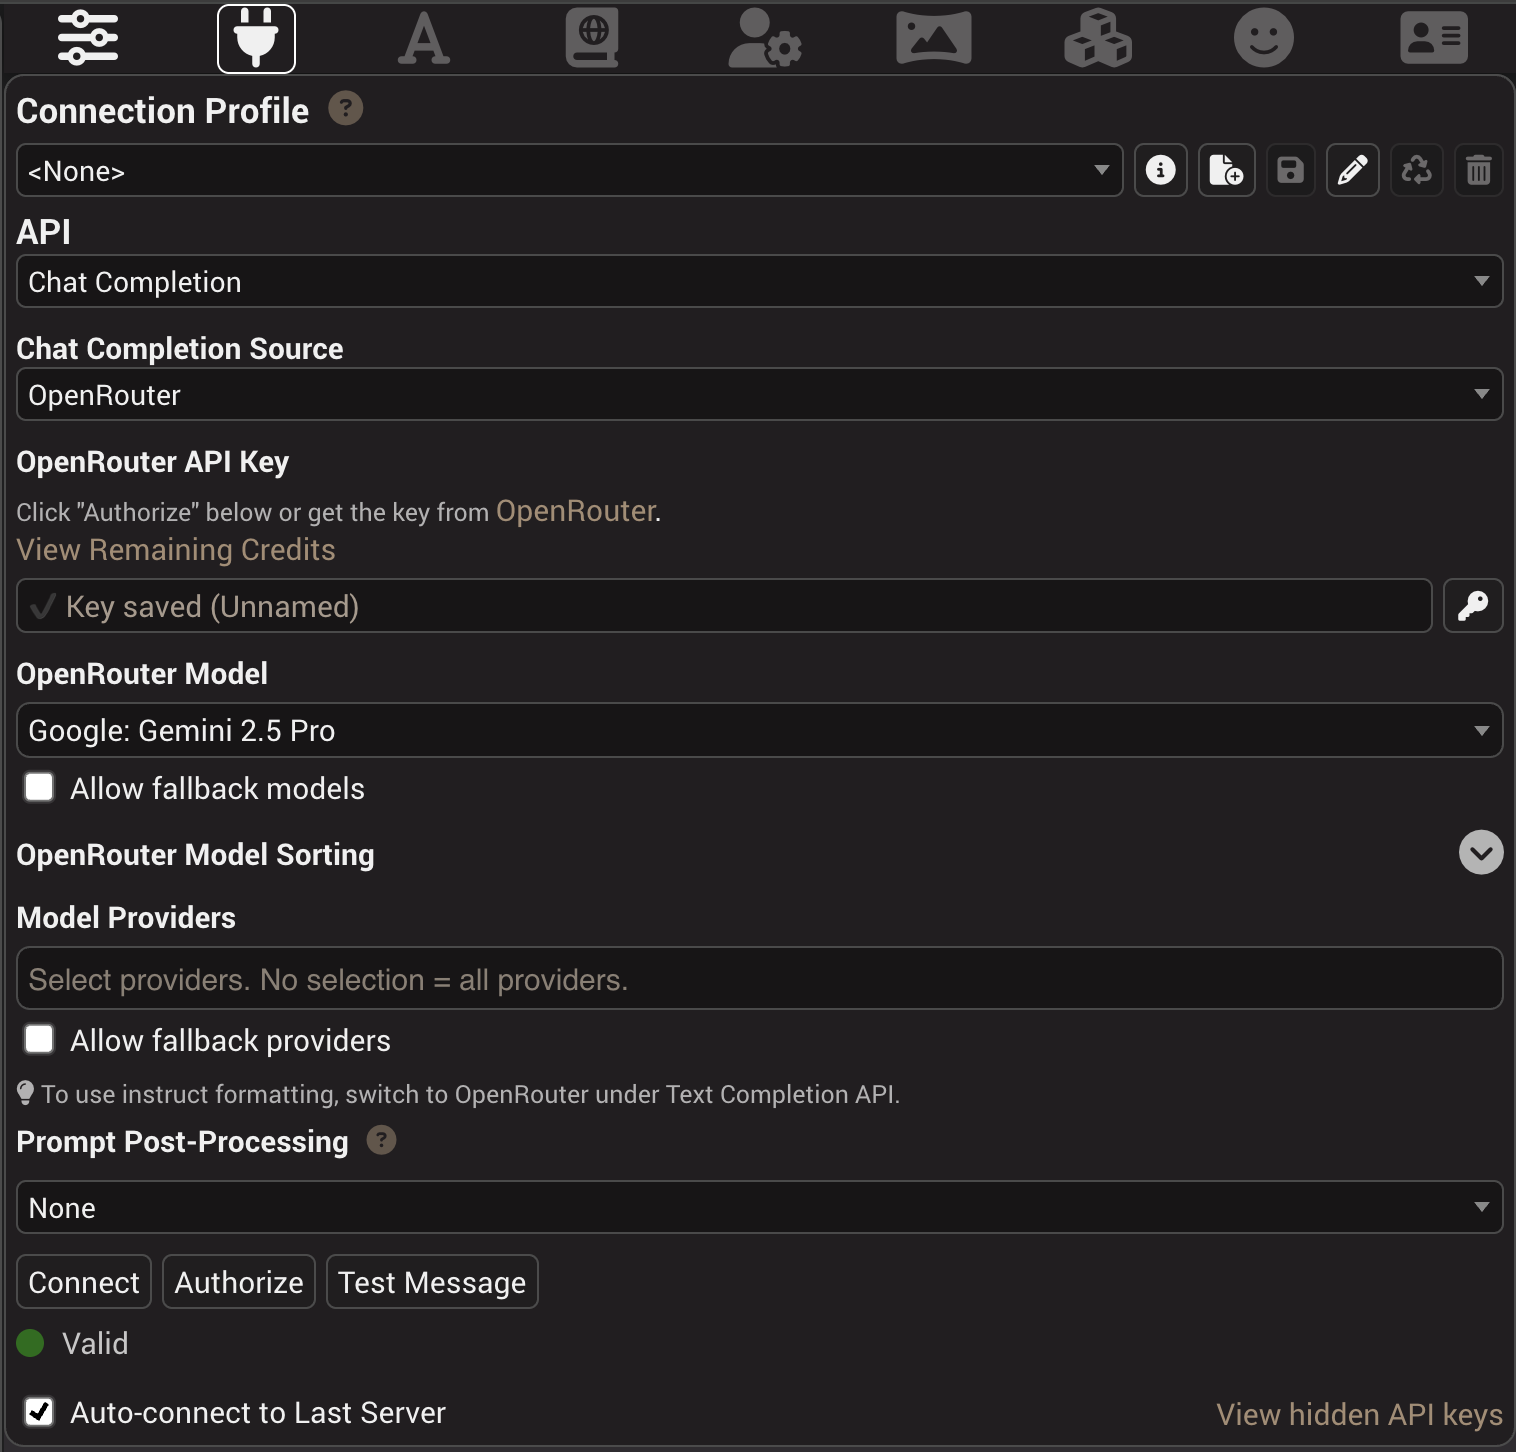 Connection Profile ?
<None>
API
Chat Completion
Chat Completion Source
OpenRouter
OpenRouter API Key
Click "Authorize" below or get the key from OpenRouter.
View Remaining Credits
Key saved (Unnamed)
OpenRouter Model
Google: Gemini 2.5 Pro
Allow fallback models
OpenRouter Model Sorting
Model Providers
Select providers. No selection = all providers.
Allow fallback providers
To use instruct formatting, switch to OpenRouter under Text Completion API.
Prompt Post-Processing ?
None
Connect Authorize Test Message
Valid
Auto-connect to Last Server View hidden API keys